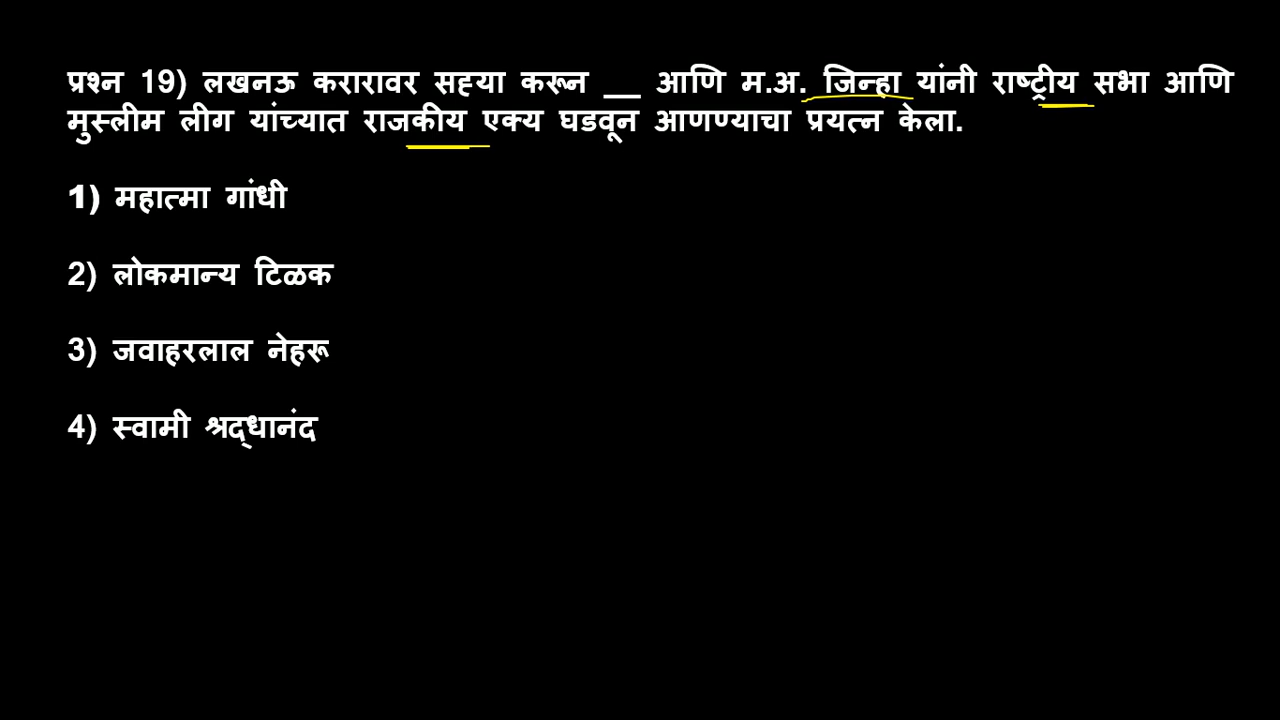 प्रश्न 19) लखनऊ करारावर सह्या करून __ आणि म.अ. जिन्हा यांनी राष्ट्रीय सभा आणि
मुस्लीम लीग यांच्यात राजकीय एक्य घडवून आणण्याचा प्रयत्न केला.
1) महात्मा गांधी
2) लोकमान्य टिळक
3) जवाहरलाल नेहरू
4) स्वामी श्रद्‌धानंद